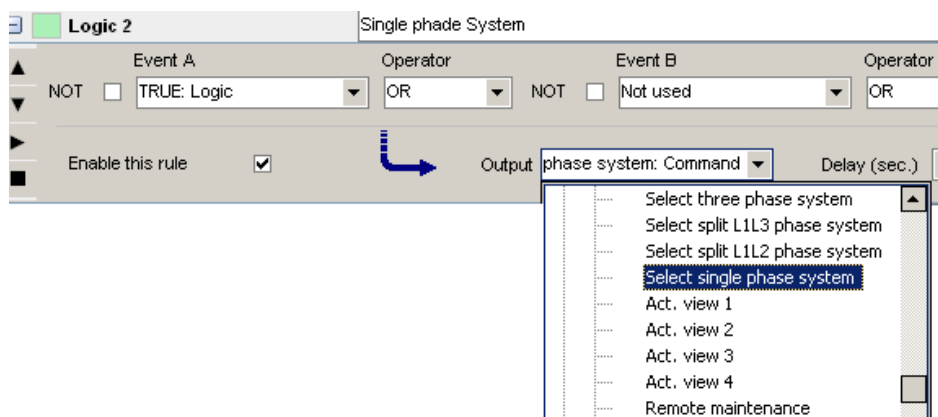 Logic 2 Single phade System
Event A Operator Event B Operator
NOT TRUE: Logic OR NOT Not used OR
Enable this rule Output phase system: Command Delay (sec.)
Select three phase system
Select split L1L3 phase system
Select split L1L2 phase system
Select single phase system
Act. view 1
Act. view 2
Act. view 3
Act. view 4
Remote maintenance